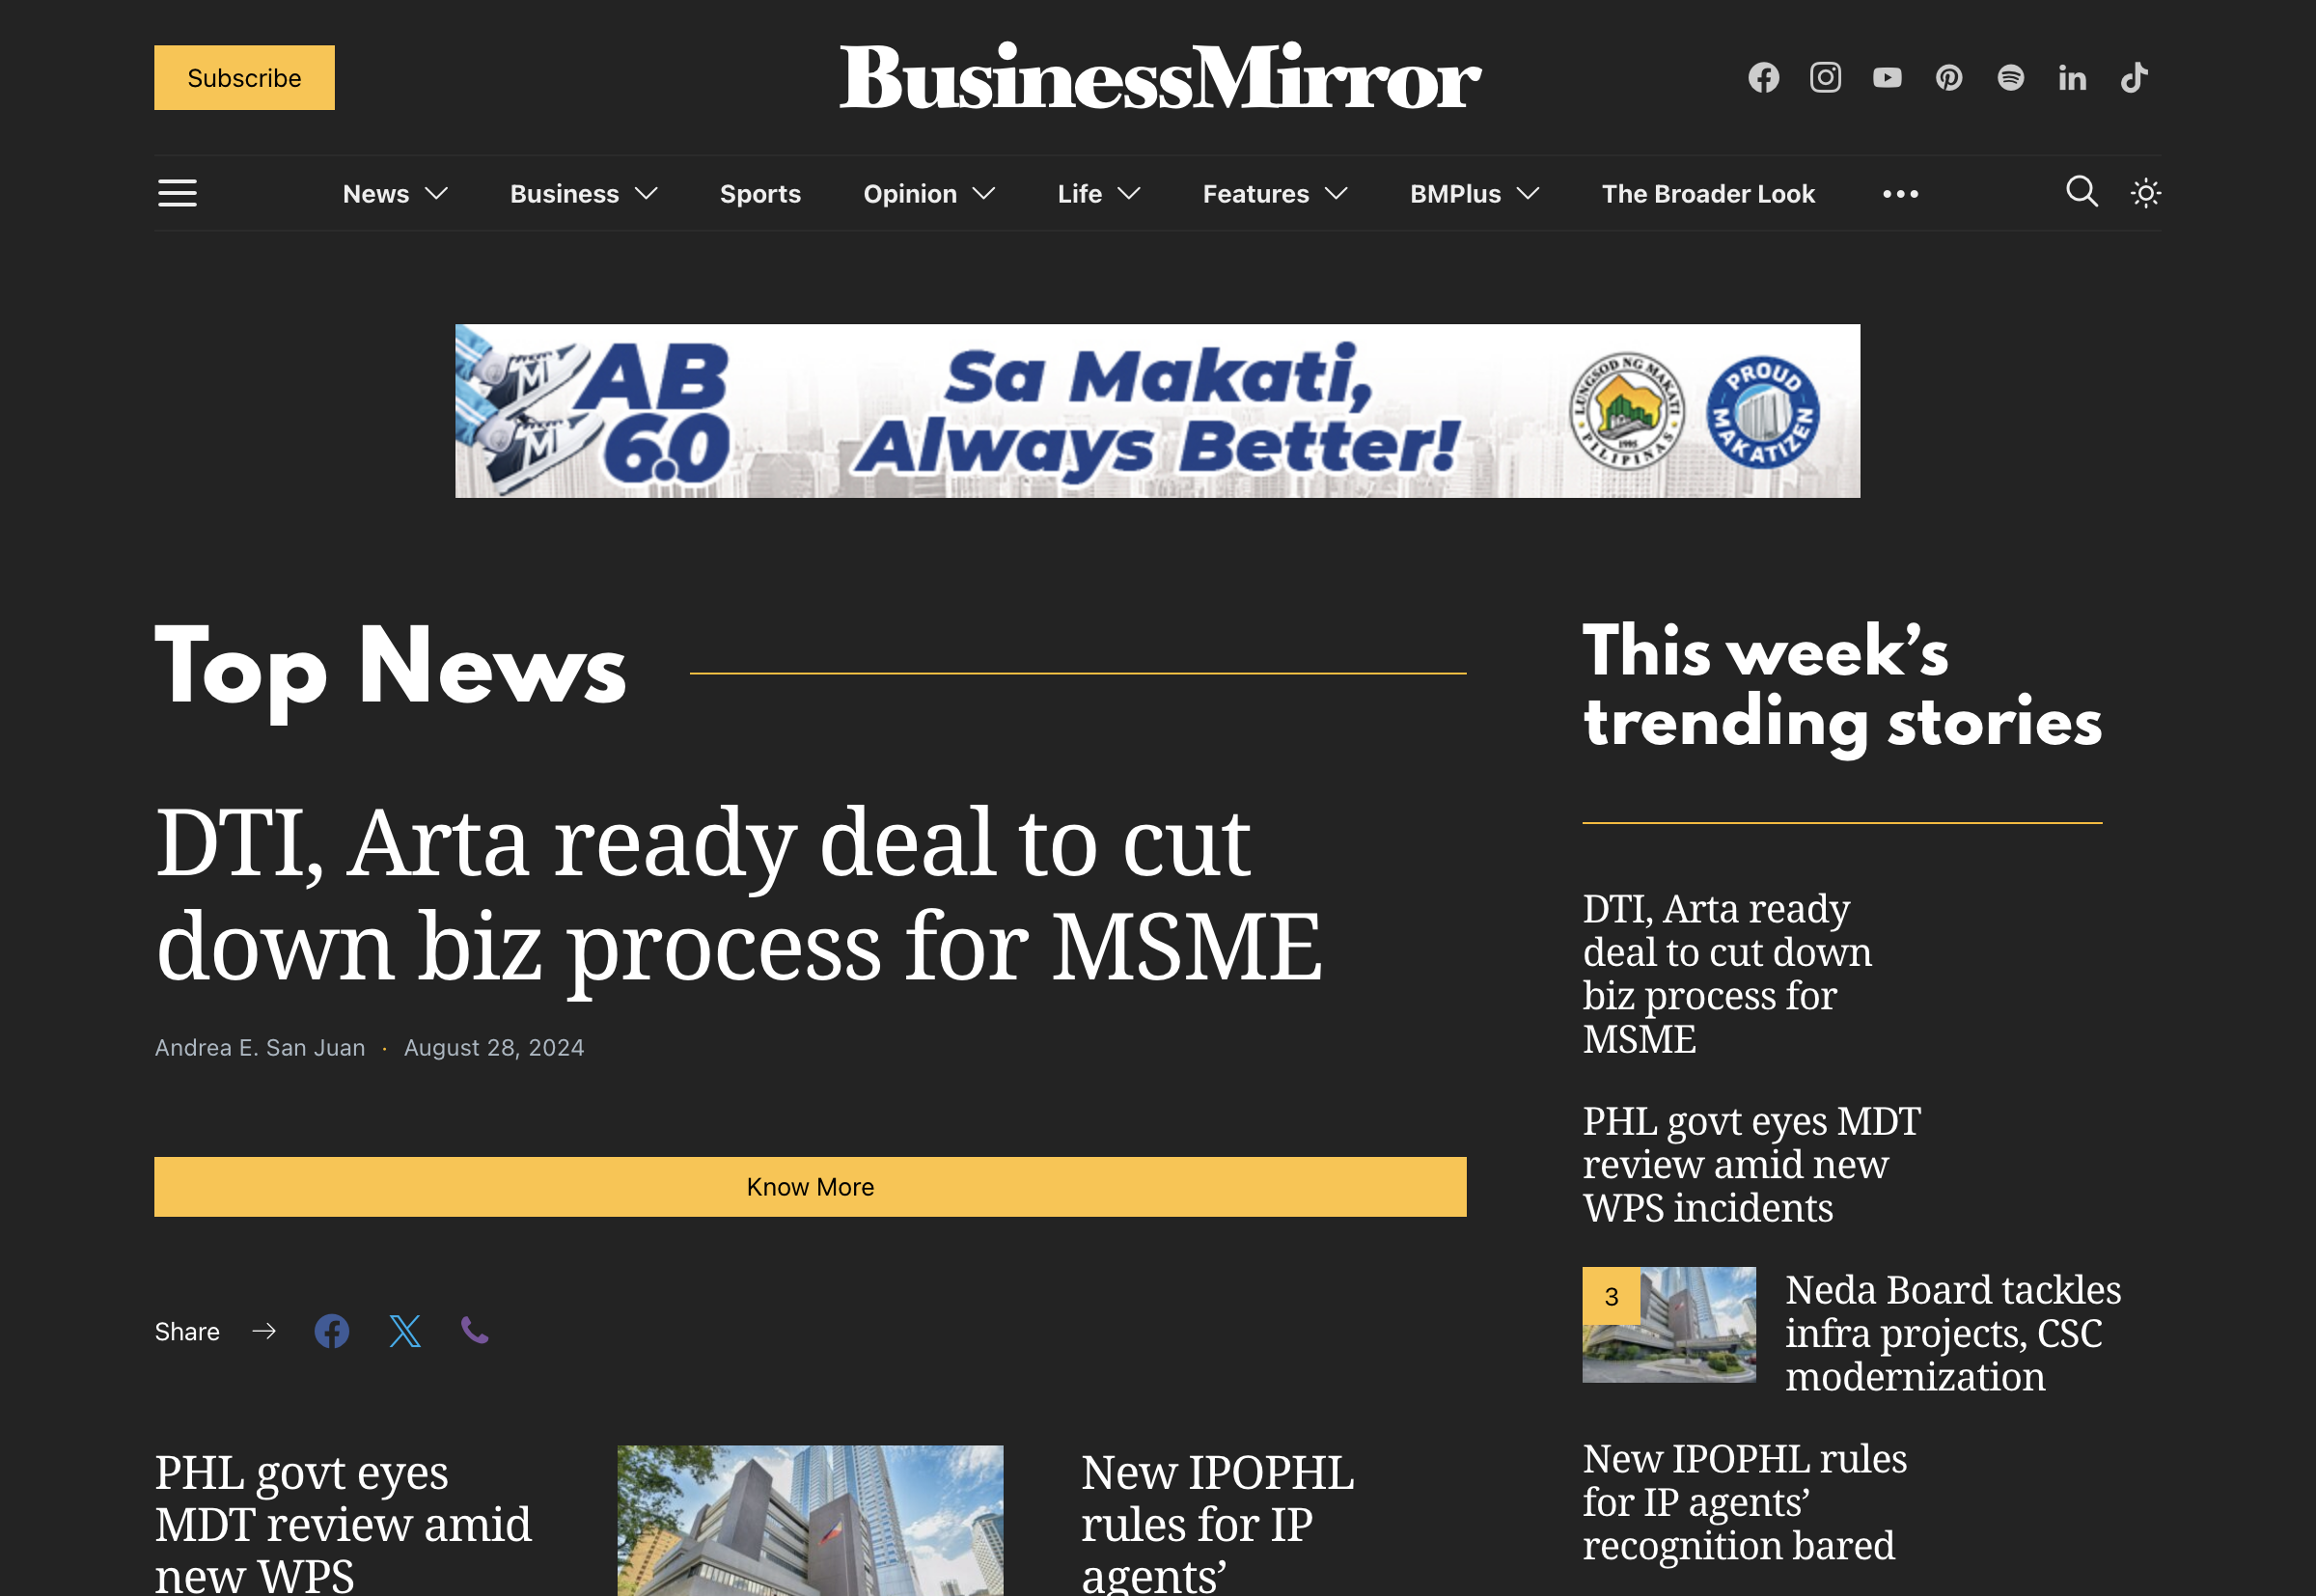 Subscribe
BusinessMirror
News
Business
Sports
Opinion
Life
Features
BMPlus
The Broader Look
AB
6.0
Sa Makati,
Always Better!
LUNGSOD NG MAKATI
1995
PILIPINAS
PROUD
MAKATIZEN
Top News
DTI, Arta ready deal to cut
down biz process for MSME
Andrea E. San Juan · August 28, 2024
Know More
Share
PHL govt eyes
MDT review amid
new WPS
New IPOPHL
rules for IP
agents’
This week’s
trending stories
DTI, Arta ready
deal to cut down
biz process for
MSME
PHL govt eyes MDT
review amid new
WPS incidents
3
Neda Board tackles
infra projects, CSC
modernization
New IPOPHL rules
for IP agents’
recognition bared